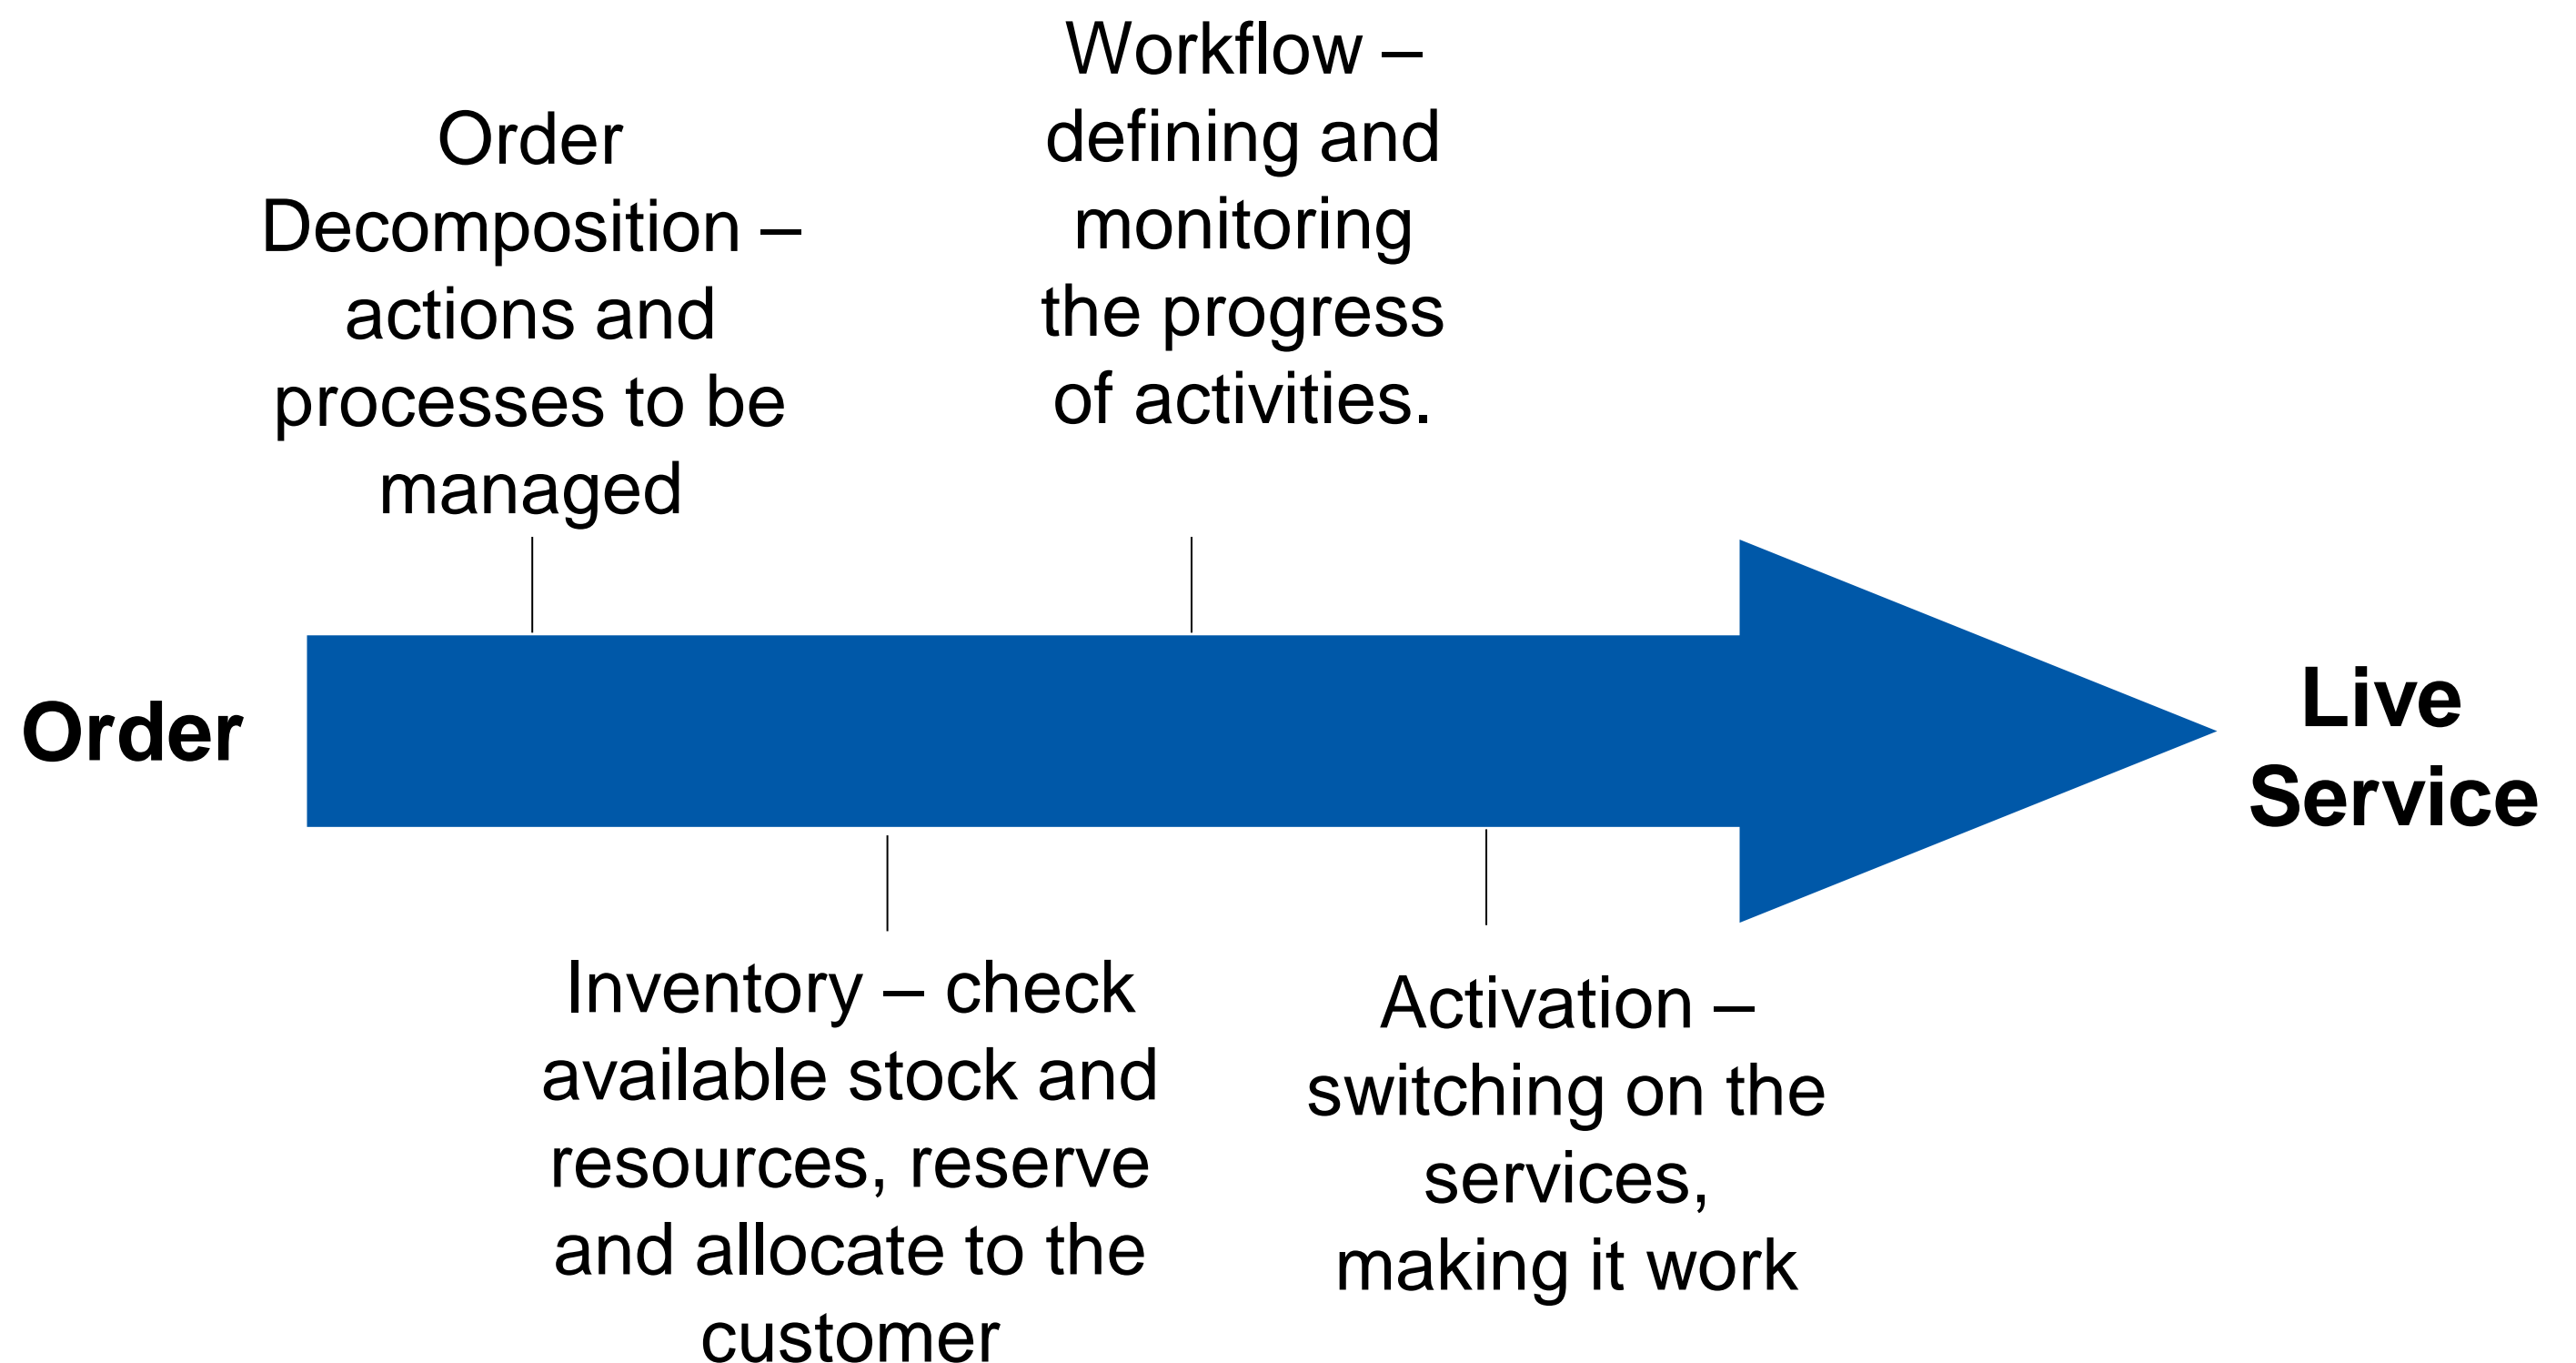 Order
Decomposition –
actions and
processes to be
managed
Workflow –
defining and
monitoring
the progress
of activities.
Order
Live
Service
Inventory – check
available stock and
resources, reserve
and allocate to the
customer
Activation –
switching on the
services,
making it work